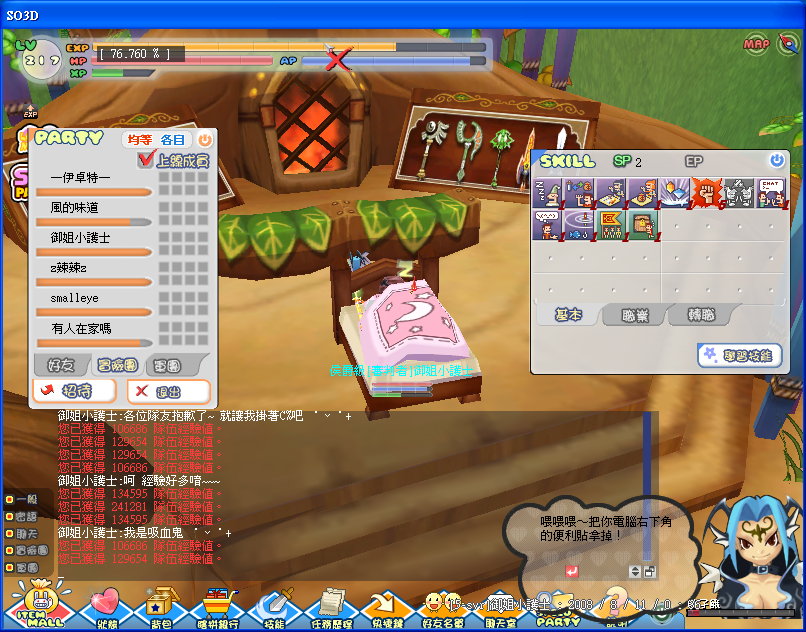 SO3D
LV
217
EXP
[ 76.760 % ]
HP
AP
XP
MAP
EXP
PARTY
均等 各自
上線成員
一伊卓特一
風的味道
御姐小護士
z辣辣z
smalleye
有人在家嗎
好友 冒險團 軍團
招待 退出
SKILL SP 2 EP
CHAT
基本 職業 轉職
學習技能
御姐小護士:各位隊友抱歉了~ 就讓我掛著C%吧 ˙ˇ˙+
您已獲得 106686 隊伍經驗值。
您已獲得 129654 隊伍經驗值。
您已獲得 129654 隊伍經驗值。
您已獲得 106686 隊伍經驗值。
御姐小護士:呵 經驗好多唷~~~
您已獲得 134595 隊伍經驗值。
您已獲得 241281 隊伍經驗值。
您已獲得 134595 隊伍經驗值。
御姐小護士:我是吸血鬼 ˙ˇ˙+
您已獲得 106686 隊伍經驗值。
您已獲得 129654 隊伍經驗值。
一般
密語
聊天
冒險團
軍團
喂喂喂～把你電腦右下角
的便利貼拿掉！
ITEM MALL
狀態
背包
技能
任務歷程
快捷鍵
好友名單
聊天室
PARTY
[5-svr]御姐小護士 - 2008 / 8 / 11 / 0 : 86